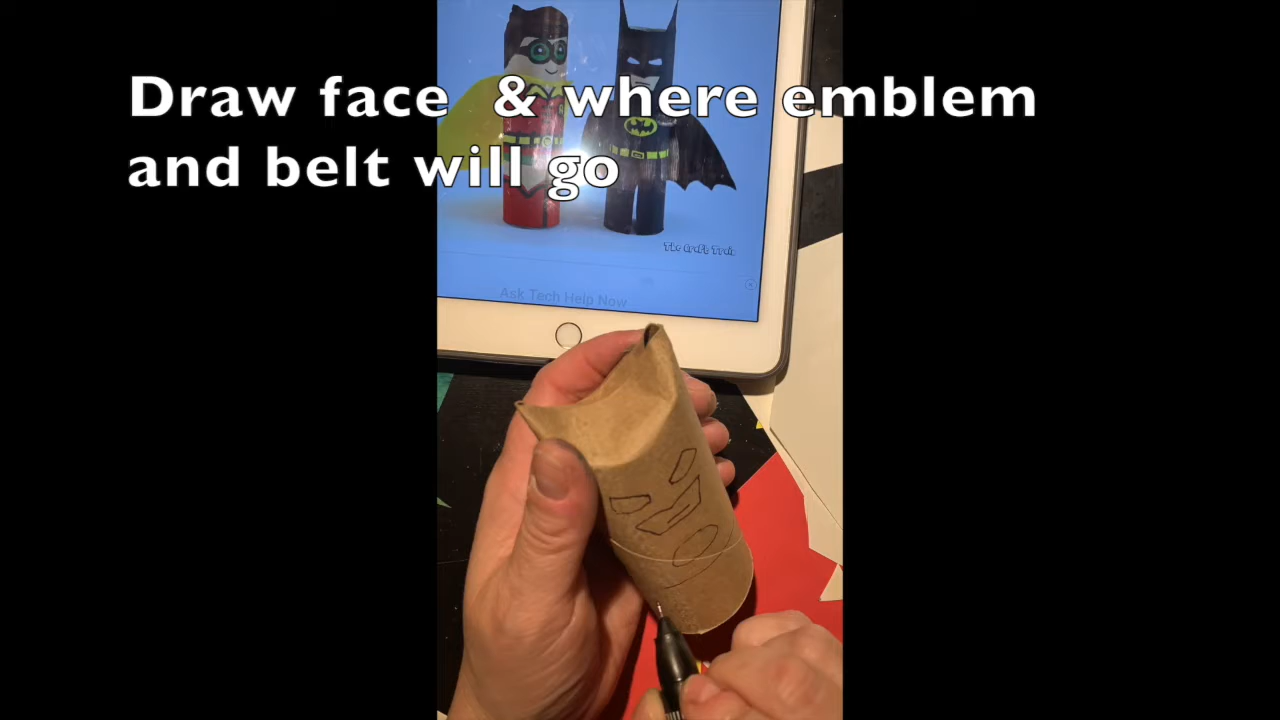 Draw face & where emblem
and belt will go
The Craft Train
Ask Tech Help Now